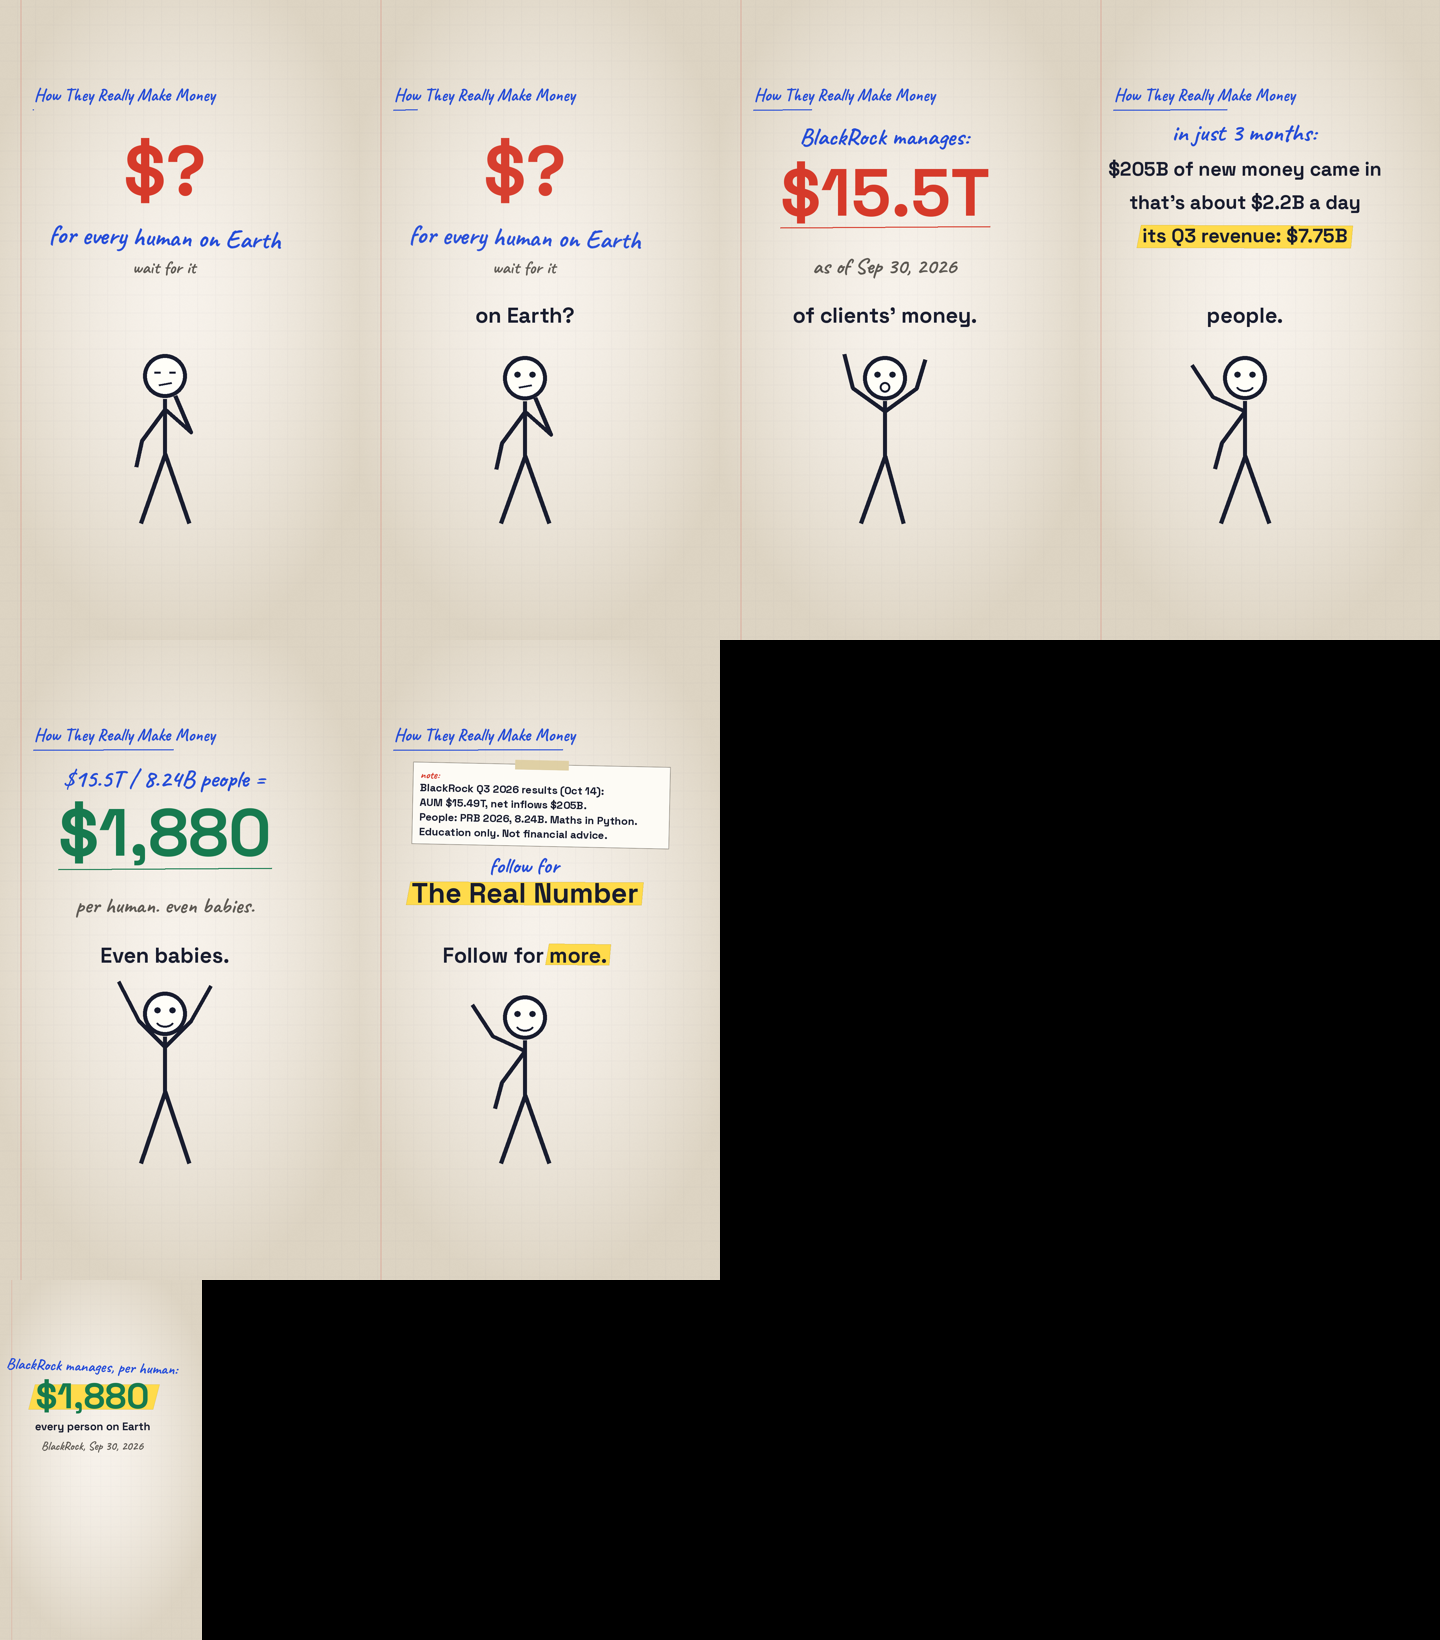 How They Really Make Money
$?
for every human on Earth
wait for it
How They Really Make Money
$?
for every human on Earth
wait for it
on Earth?
How They Really Make Money
BlackRock manages:
$15.5T
as of Sep 30, 2026
of clients’ money.
How They Really Make Money
in just 3 months:
$205B of new money came in
that’s about $2.2B a day
its Q3 revenue: $7.75B
people.
How They Really Make Money
$15.5T / 8.24B people =
$1,880
per human. even babies.
Even babies.
How They Really Make Money
note:
BlackRock Q3 2026 results (Oct 14):
AUM $15.49T, net inflows $205B.
People: PRB 2026, 8.24B. Maths in Python.
Education only. Not financial advice.
follow for
The Real Number
Follow for more.
BlackRock manages, per human:
$1,880
every person on Earth
BlackRock, Sep 30, 2026